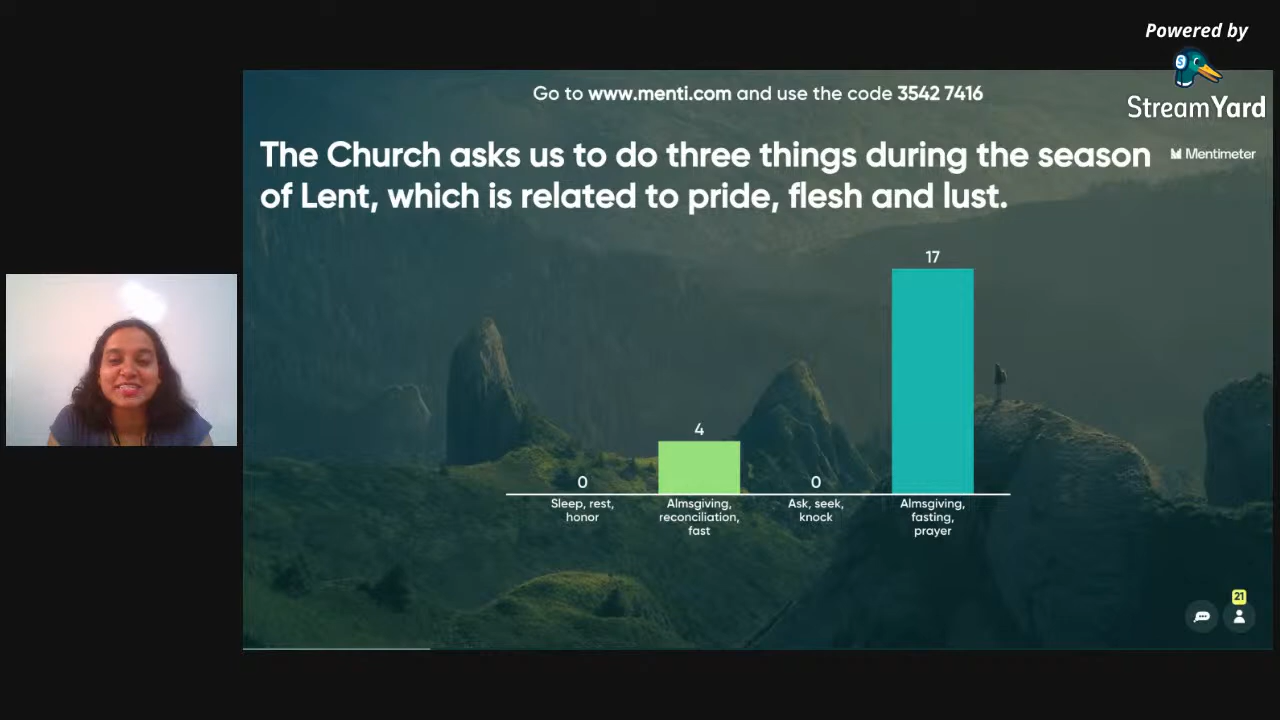 Powered by
StreamYard
Go to www.menti.com and use the code 3542 7416
The Church asks us to do three things during the season
of Lent, which is related to pride, flesh and lust.
Mentimeter
17
4
0
0
Sleep, rest,
honor
Almsgiving,
reconciliation,
fast
Ask, seek,
knock
Almsgiving,
fasting,
prayer
21